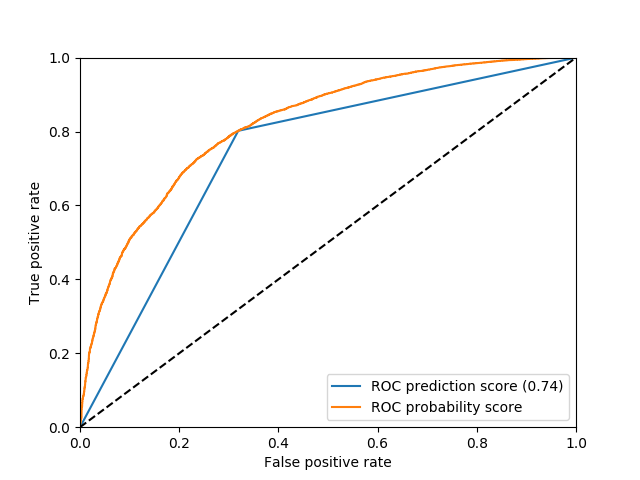 1.0
0.8
0.6
0.4
0.2
0.0
True positive rate
ROC prediction score (0.74)
ROC probability score
0.0 0.2 0.4 0.6 0.8 1.0
False positive rate